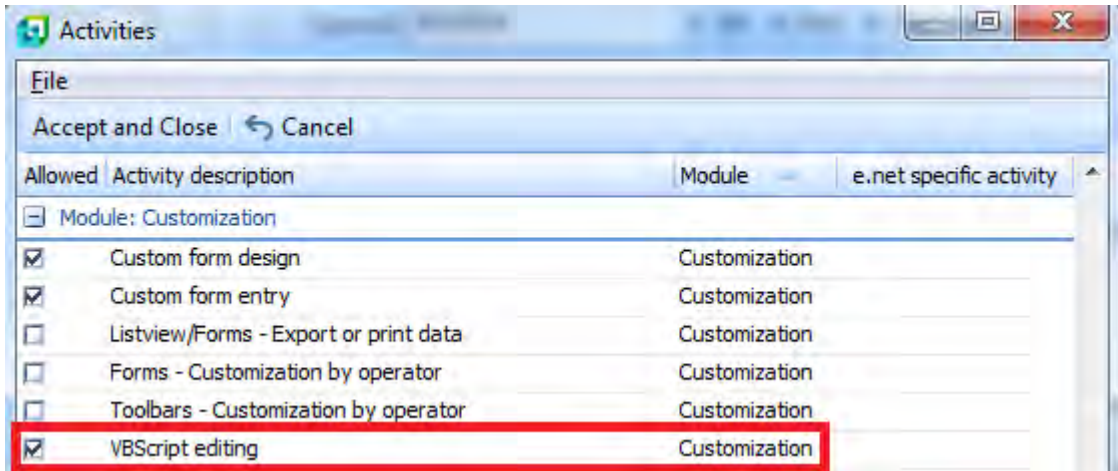 Activities
File
Accept and Close Cancel
Allowed Activity description Module e.net specific activity
Module: Customization
Custom form design Customization
Custom form entry Customization
Listview/Forms - Export or print data Customization
Forms - Customization by operator Customization
Toolbars - Customization by operator Customization
VBScript editing Customization